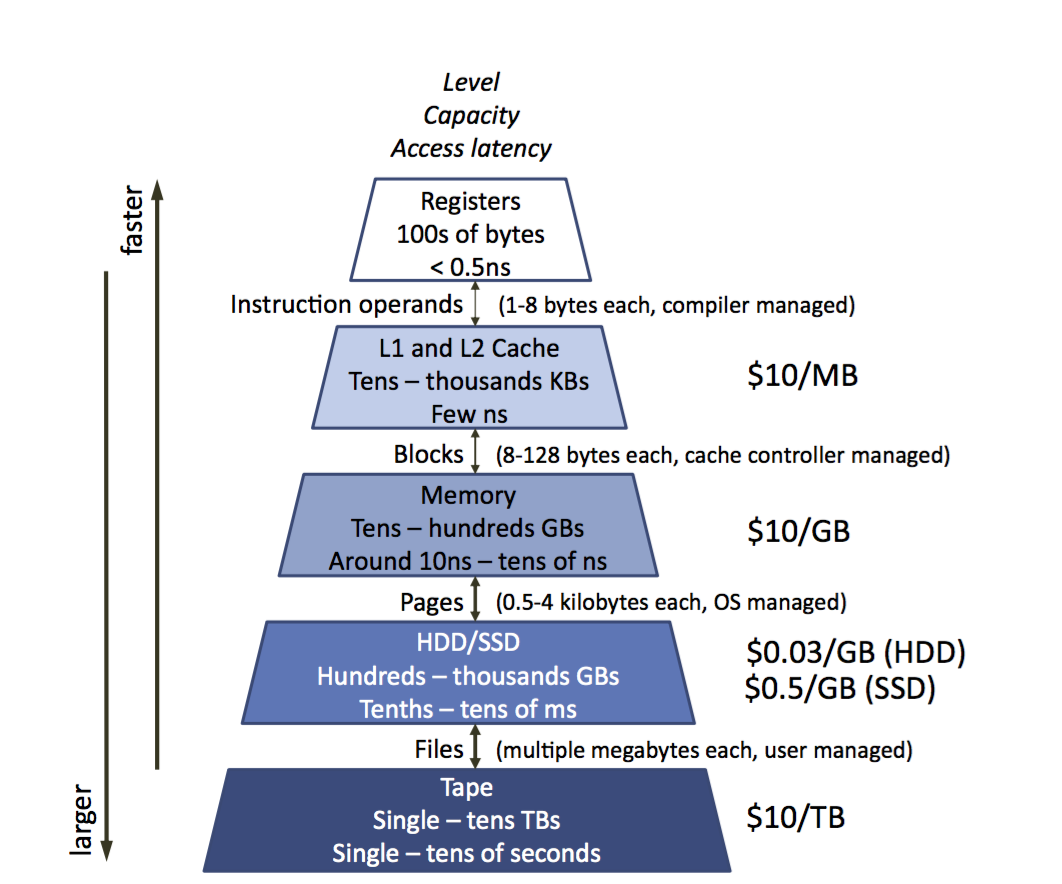 Level
Capacity
Access latency
faster
Registers
100s of bytes
< 0.5ns
Instruction operands (1-8 bytes each, compiler managed)
L1 and L2 Cache
Tens – thousands KBs
Few ns
$10/MB
Blocks (8-128 bytes each, cache controller managed)
Memory
Tens – hundreds GBs
Around 10ns – tens of ns
$10/GB
Pages (0.5-4 kilobytes each, OS managed)
HDD/SSD
Hundreds – thousands GBs
Tenths – tens of ms
$0.03/GB (HDD)
$0.5/GB (SSD)
Files (multiple megabytes each, user managed)
Tape
Single – tens TBs
Single – tens of seconds
$10/TB
larger